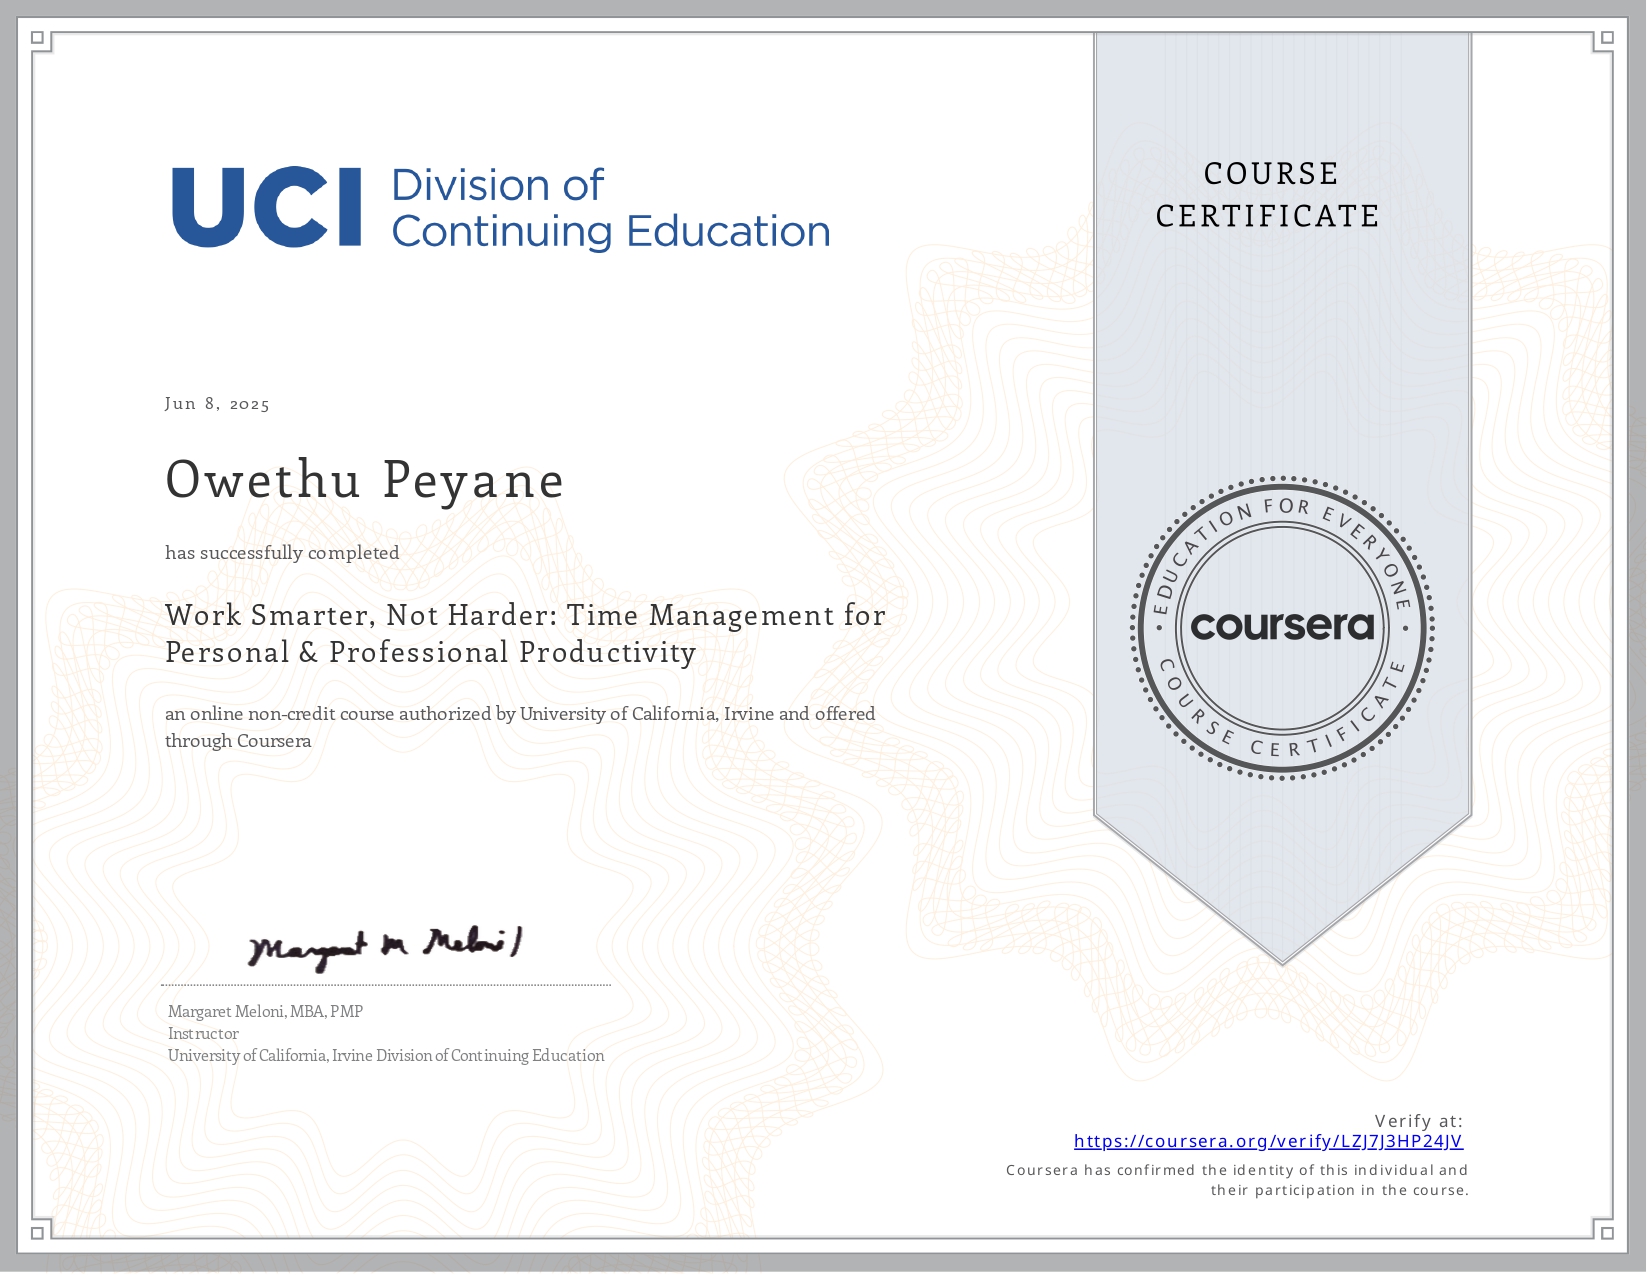 UCI Division of
Continuing Education
COURSE
CERTIFICATE
Jun 8, 2025
Owethu Peyane
has successfully completed
Work Smarter, Not Harder: Time Management for
Personal & Professional Productivity
an online non-credit course authorized by University of California, Irvine and offered
through Coursera
EDUCATION FOR EVERYONE
coursera
COURSE CERTIFICATE
Margaret M Meloni
Margaret Meloni, MBA, PMP
Instructor
University of California, Irvine Division of Continuing Education
Verify at:
https://coursera.org/verify/LZJ7J3HP24JV
Coursera has confirmed the identity of this individual and
their participation in the course.